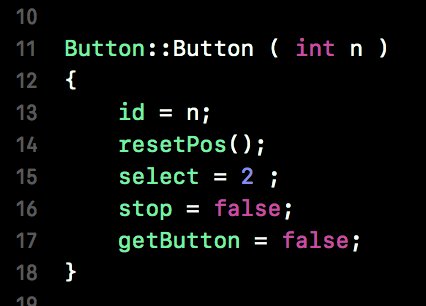 10
11 Button::Button ( int n )
12 {
13 id = n;
14 resetPos();
15 select = 2 ;
16 stop = false;
17 getButton = false;
18 }
19